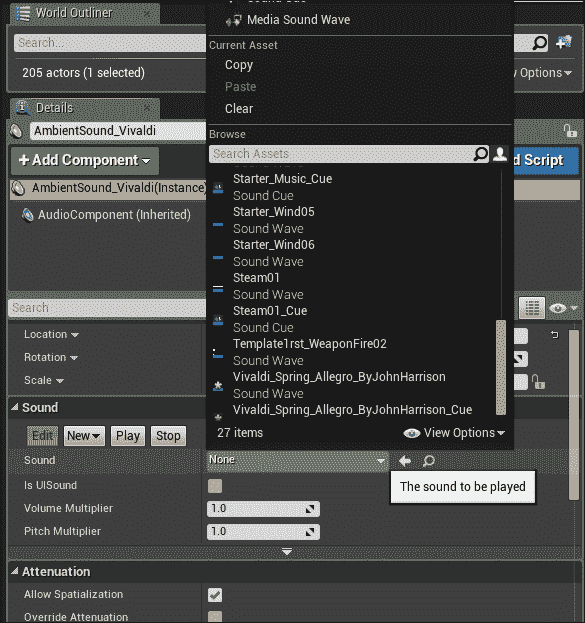 World Outliner
Media Sound Wave
Search...
Current Asset
205 actors (1 selected)
Copy
View Options
Paste
Clear
Details
Browse
AmbientSound_Vivaldi
Search Assets
+ Add Component
Script
Starter_Music_Cue
Sound Cue
AmbientSound_Vivaldi(Instance)
Starter_Wind05
Sound Wave
AudioComponent (Inherited)
Starter_Wind06
Sound Wave
Steam01
Sound Wave
Search
Steam01_Cue
Sound Cue
Location
Template1rst_WeaponFire02
Sound Wave
Rotation
Vivaldi_Spring_Allegro_ByJohnHarrison
Sound Wave
Scale
Vivaldi_Spring_Allegro_ByJohnHarrison_Cue
Sound
27 items
View Options
Edit New Play Stop
Sound None
The sound to be played
Is UISound
Volume Multiplier 1.0
Pitch Multiplier 1.0
Attenuation
Allow Spatialization
Override Attenuation